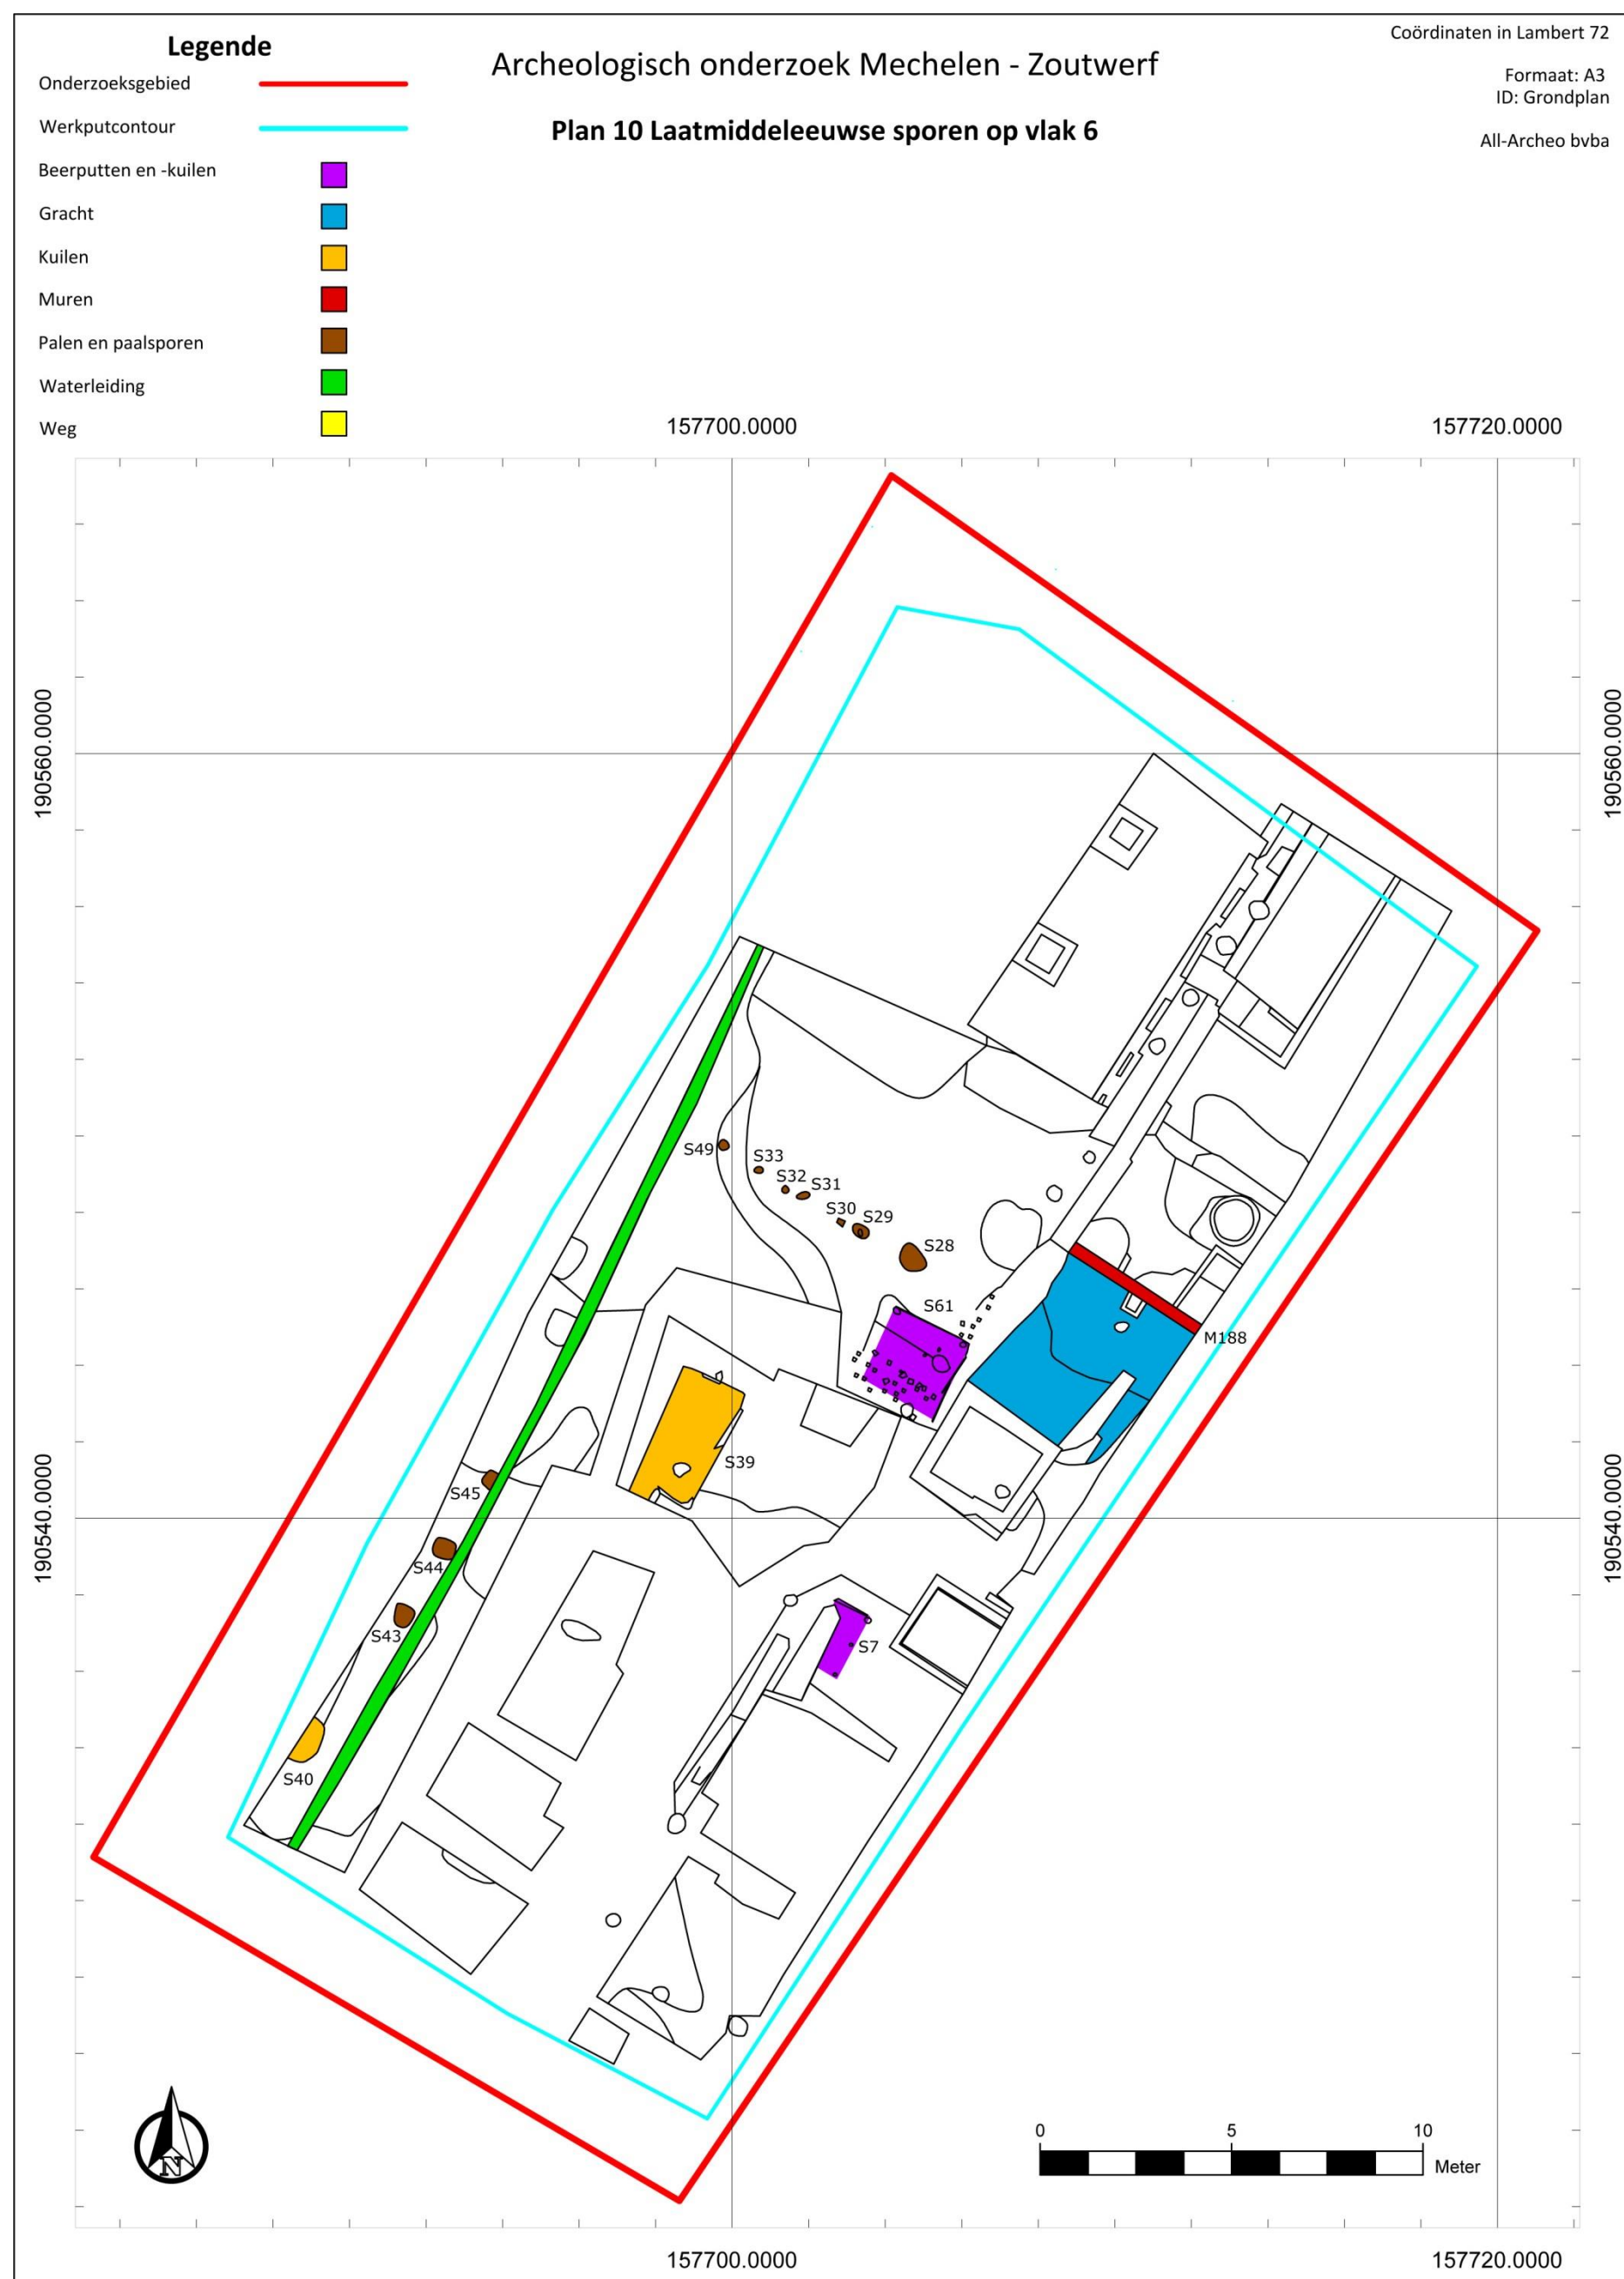 Legende
Onderzoeksgebied
Werkputcontour
Beerputten en -kuilen
Gracht
Kuilen
Muren
Palen en paalsporen
Waterleiding
Weg
Archeologisch onderzoek Mechelen - Zoutwerf
Plan 10 Laatmiddeleeuwse sporen op vlak 6
Coördinaten in Lambert 72
Formaat: A3
ID: Grondplan
All-Archeo bvba
157700.0000
157720.0000
190560.0000
190560.0000
S49
S33
S32
S31
S30
S29
S28
S61
M188
S39
S45
190540.0000
190540.0000
S44
S43
S7
S40
N
0
5
10
Meter
157700.0000
157720.0000